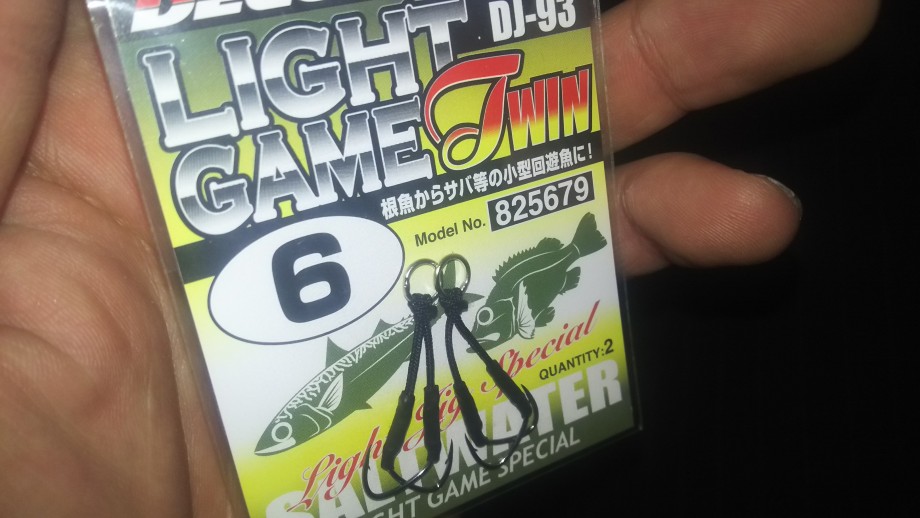 DJ-93
LIGHT
GAME TWIN
根魚からサバ等の小型回遊魚に!
6
Model No. 825679
Light Jig Special
QUANTITY:2
SALTWATER
LIGHT GAME SPECIAL